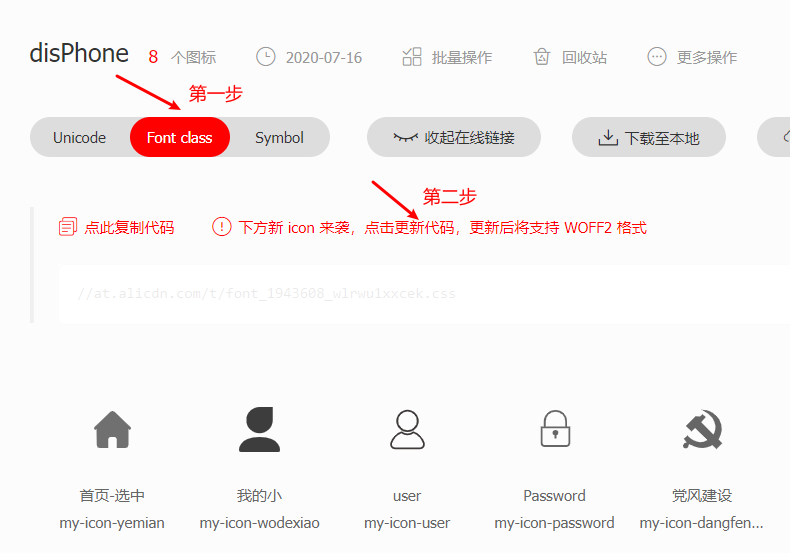 disPhone 8 个图标 2020-07-16 批量操作 回收站 更多操作
第一步
Unicode Font class Symbol 收起在线链接 下载至本地
第二步
点此复制代码 下方新 icon 来袭，点击更新代码，更新后将支持 WOFF2 格式
//at.alicdn.com/t/font_1943608_wlrwu1xxcek.css
首页-选中 我的小 user Password 党风建设
my-icon-yemian my-icon-wodexiao my-icon-user my-icon-password my-icon-dangfen...